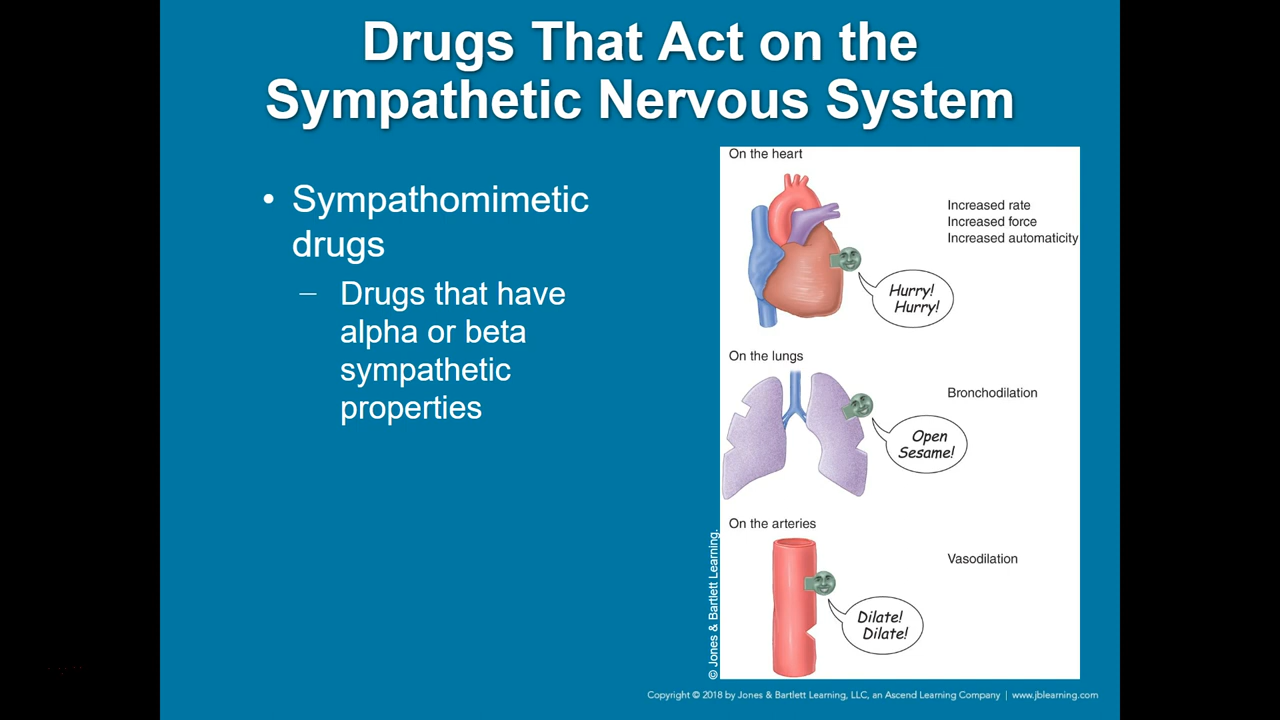 Drugs That Act on the
Sympathetic Nervous System
• Sympathomimetic
drugs
– Drugs that have
alpha or beta
sympathetic
properties
On the heart
Increased rate
Increased force
Increased automaticity
Hurry!
Hurry!
On the lungs
Bronchodilation
Open
Sesame!
On the arteries
Vasodilation
Dilate!
Dilate!
© Jones & Bartlett Learning.
Copyright © 2018 by Jones & Bartlett Learning, LLC, an Ascend Learning Company | www.jblearning.com